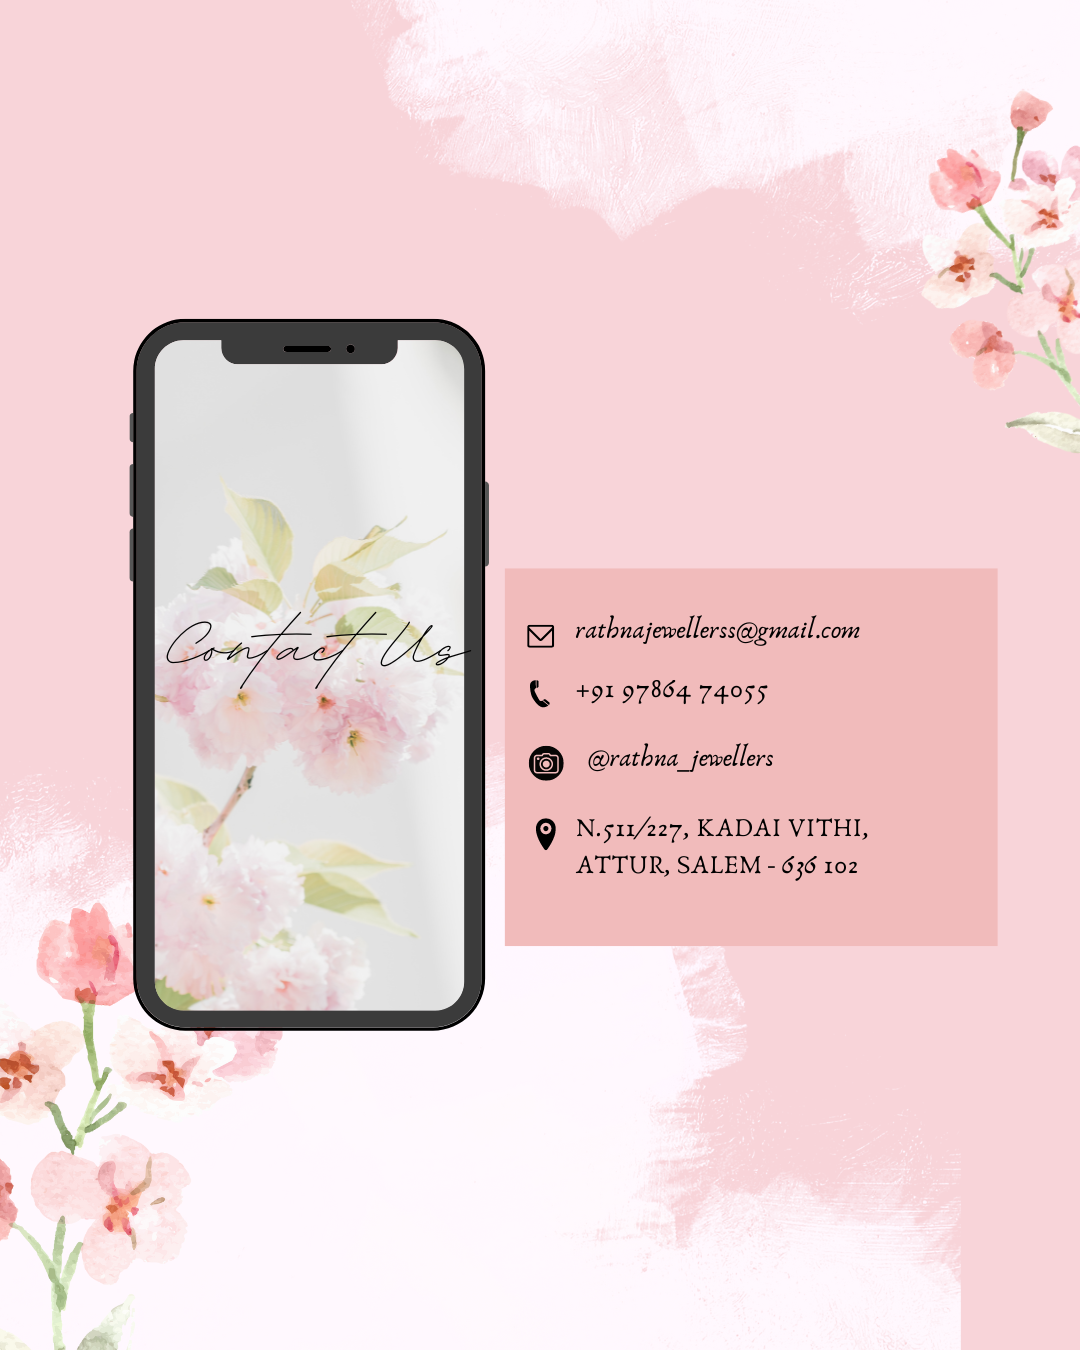 Contact Us
rathnajewellerss@gmail.com
+91 97864 74055
@rathna_jewellers
N.511/227, KADAI VITHI,
ATTUR, SALEM - 636 102